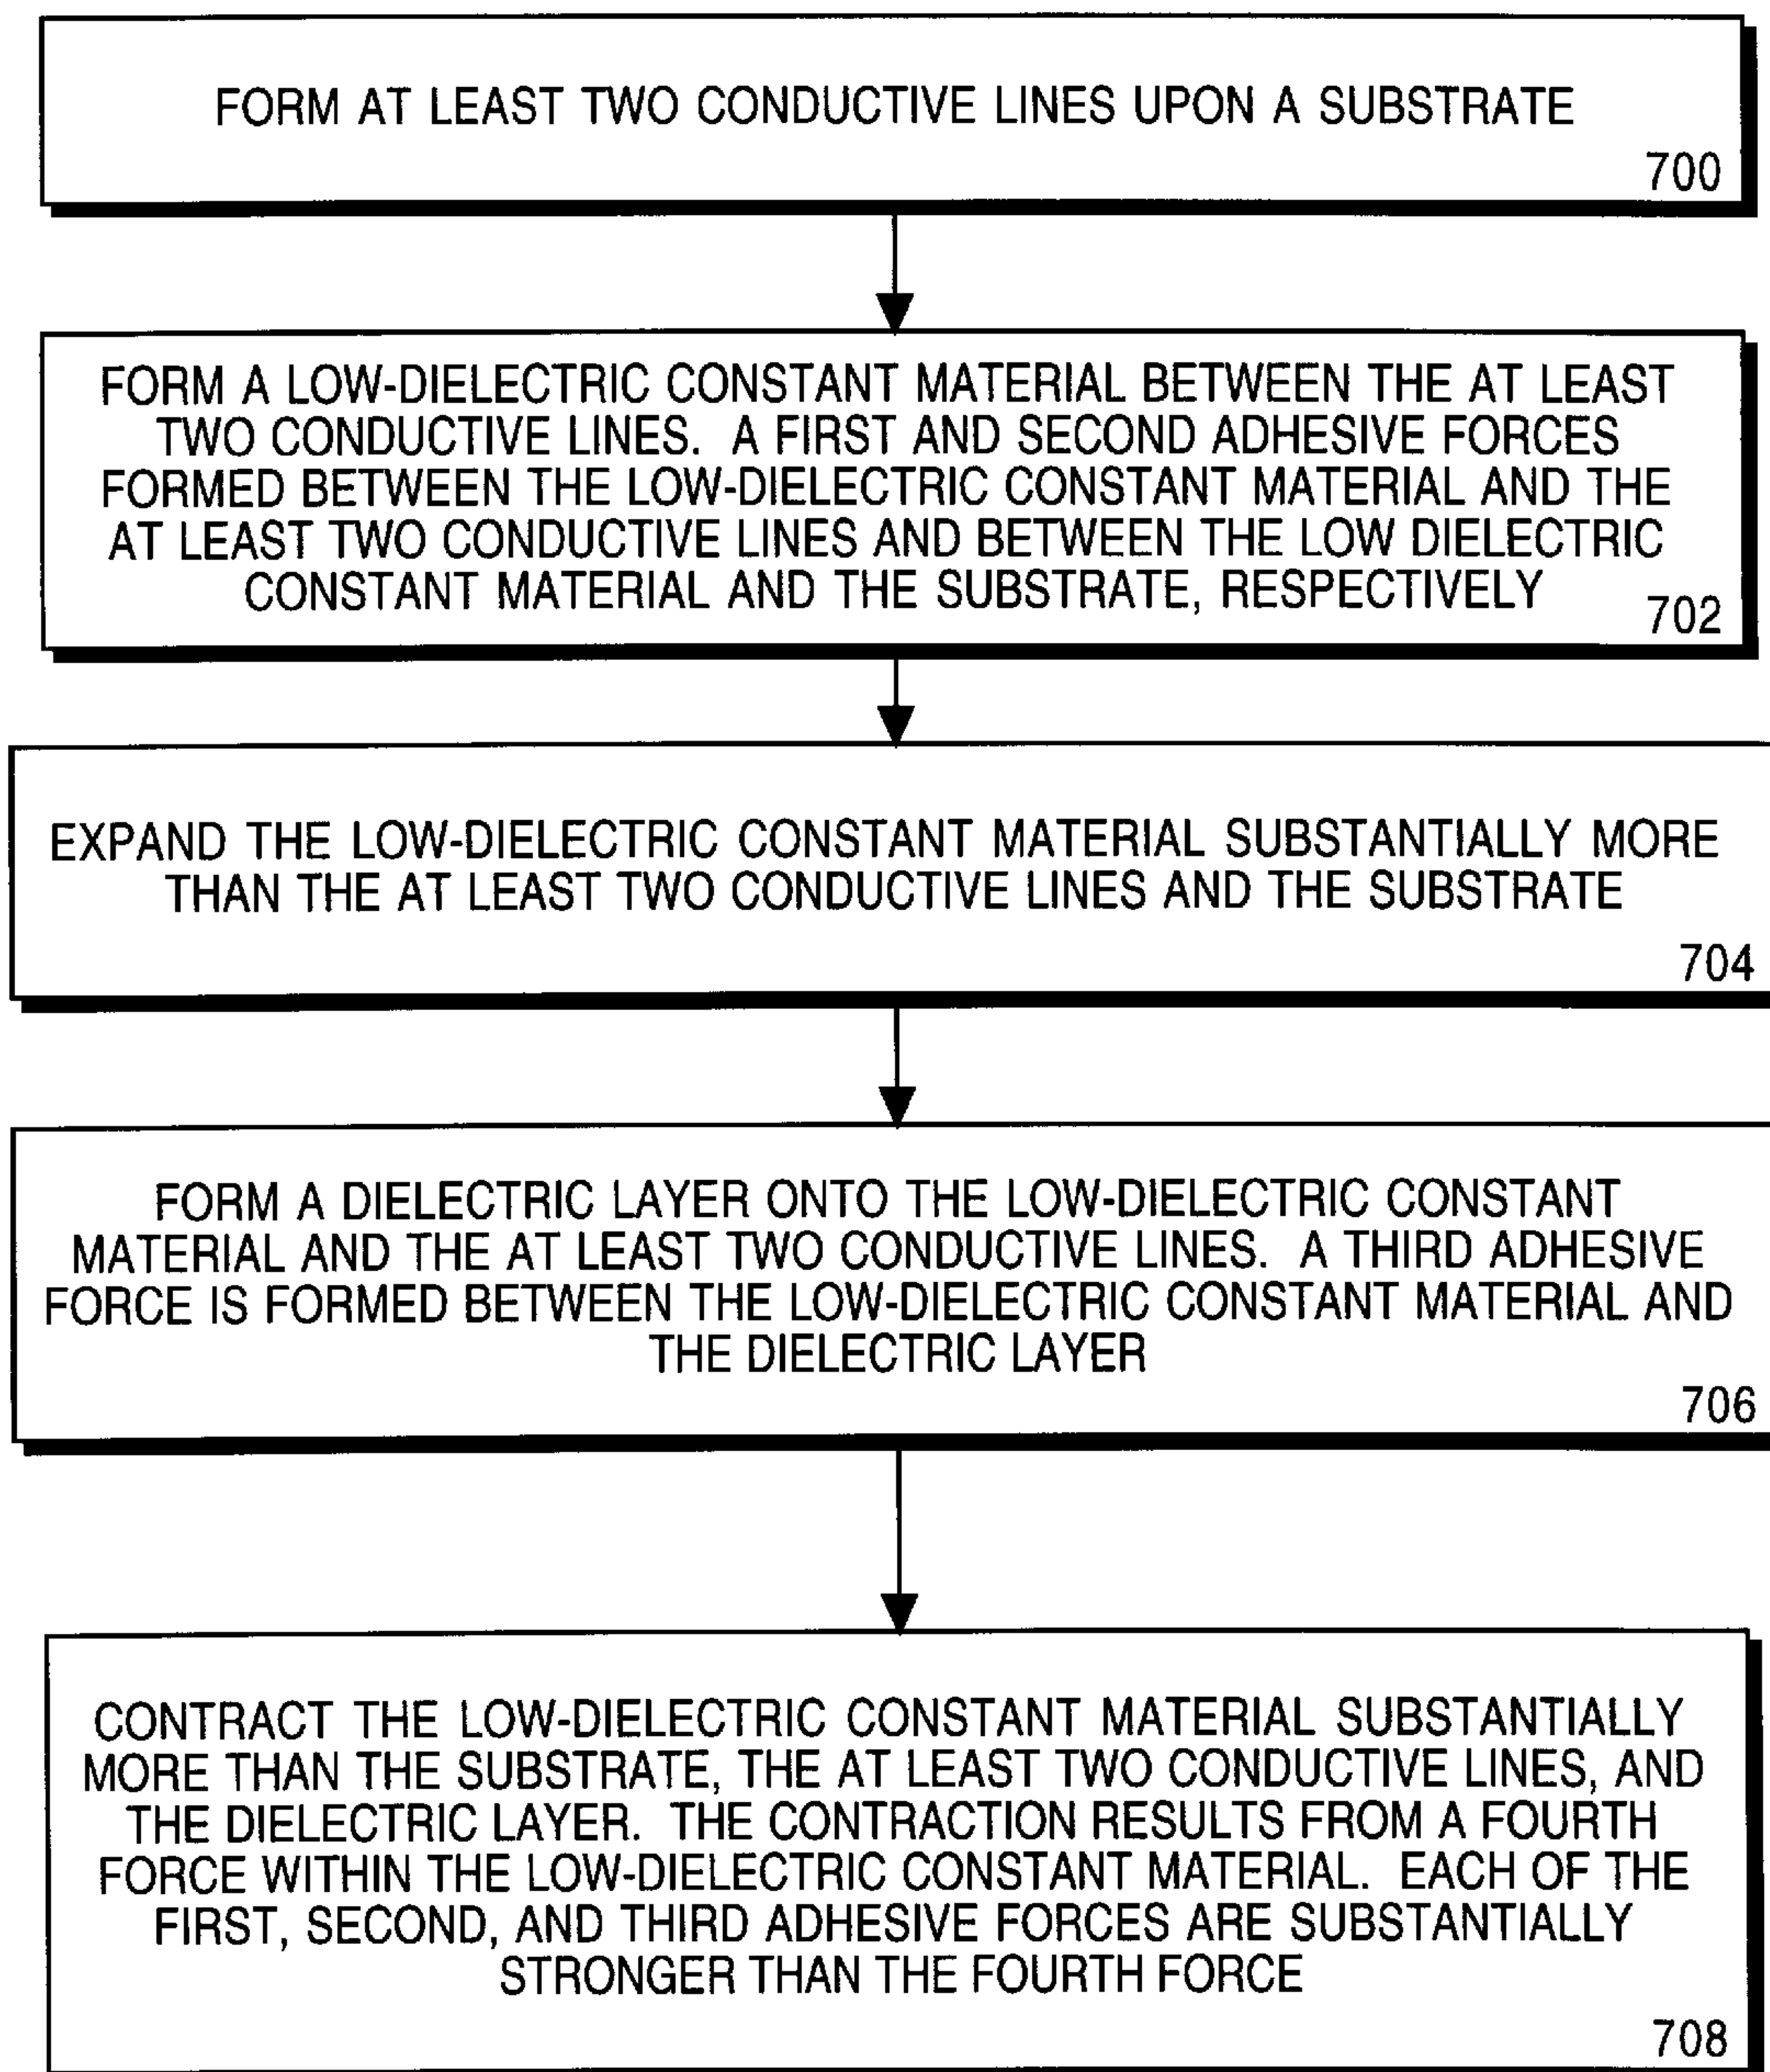 FORM AT LEAST TWO CONDUCTIVE LINES UPON A SUBSTRATE
700
FORM A LOW-DIELECTRIC CONSTANT MATERIAL BETWEEN THE AT LEAST
TWO CONDUCTIVE LINES. A FIRST AND SECOND ADHESIVE FORCES
FORMED BETWEEN THE LOW-DIELECTRIC CONSTANT MATERIAL AND THE
AT LEAST TWO CONDUCTIVE LINES AND BETWEEN THE LOW DIELECTRIC
CONSTANT MATERIAL AND THE SUBSTRATE, RESPECTIVELY
702
EXPAND THE LOW-DIELECTRIC CONSTANT MATERIAL SUBSTANTIALLY MORE
THAN THE AT LEAST TWO CONDUCTIVE LINES AND THE SUBSTRATE
704
FORM A DIELECTRIC LAYER ONTO THE LOW-DIELECTRIC CONSTANT
MATERIAL AND THE AT LEAST TWO CONDUCTIVE LINES. A THIRD ADHESIVE
FORCE IS FORMED BETWEEN THE LOW-DIELECTRIC CONSTANT MATERIAL AND
THE DIELECTRIC LAYER
706
CONTRACT THE LOW-DIELECTRIC CONSTANT MATERIAL SUBSTANTIALLY
MORE THAN THE SUBSTRATE, THE AT LEAST TWO CONDUCTIVE LINES, AND
THE DIELECTRIC LAYER. THE CONTRACTION RESULTS FROM A FOURTH
FORCE WITHIN THE LOW-DIELECTRIC CONSTANT MATERIAL. EACH OF THE
FIRST, SECOND, AND THIRD ADHESIVE FORCES ARE SUBSTANTIALLY
STRONGER THAN THE FOURTH FORCE
708